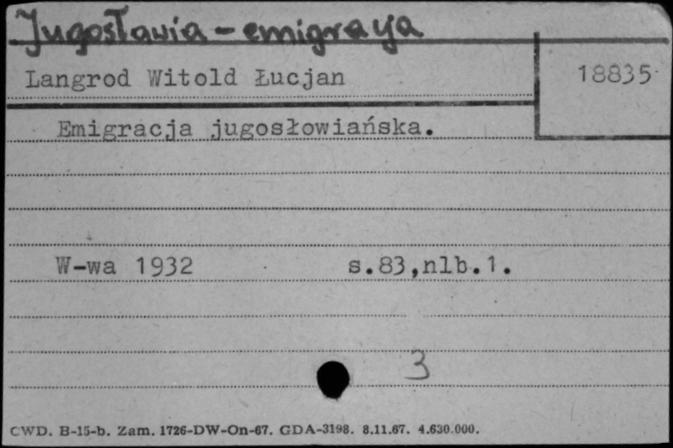 Jugosławia - emigracja
Langrod Witold Łucjan
18835
Emigracja jugosłowiańska.
W-wa 1932 s.83,nlb.1.
3
CWD. B-15-b. Zam. 1726-DW-On-67. GDA-3198. 8.11.67. 4.630.000.